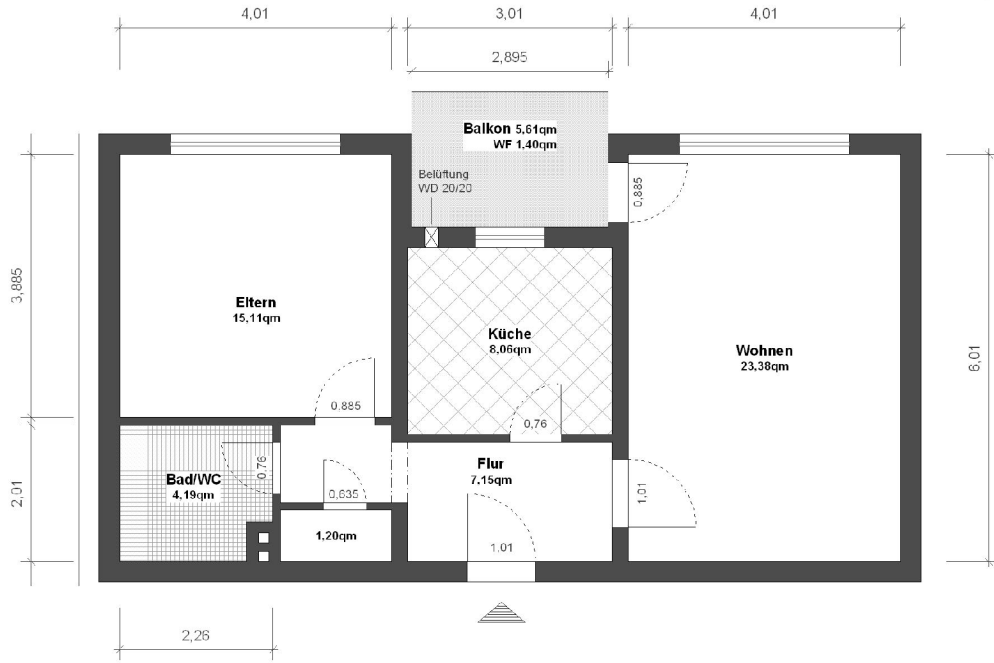 4,01
3,01
4,01
2,895
Balkon 5,61qm
WF 1,40qm
Belüftung
WD 20/20
0,885
3,885
Eltern
15,11qm
Küche
8,06qm
Wohnen
23,38qm
6,01
0,885
0,76
2,01
Bad/WC
4,19qm
0,76
0,635
Flur
7,15qm
1,01
1,20qm
1.01
2,26